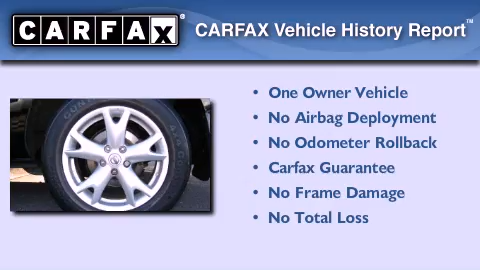 CARFAX® CARFAX Vehicle History Report™
One Owner Vehicle
No Airbag Deployment
No Odometer Rollback
Carfax Guarantee
No Frame Damage
No Total Loss